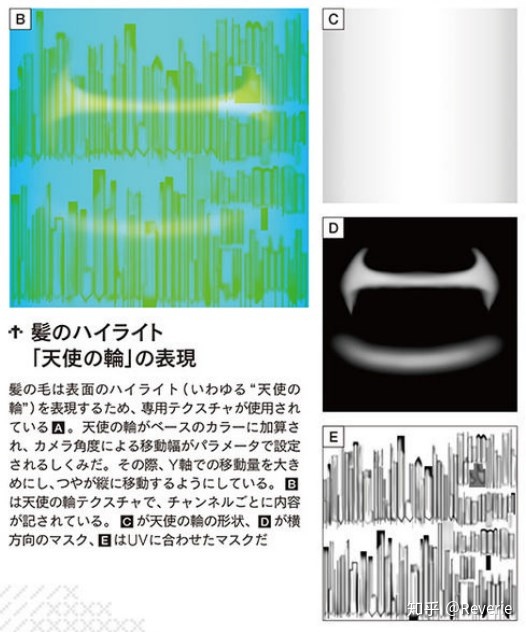 B
C
D
E
髪のハイライト
「天使の輪」の表現
髪の毛は表面のハイライト(いわゆる“天使の
輪”)を表現するため、専用テクスチャが使用され
ているA。天使の輪がベースのカラーに加算さ
れ、カメラ角度による移動幅がパラメータで設定
されるしくみだ。その際、Y軸での移動量を大き
めにし、つやが縦に移動するようにしている。B
は天使の輪テクスチャで、チャンネルごとに内容
が記されている。Cが天使の輪の形状、Dが横
方向のマスク、EはUVに合わせたマスクだ
知乎 @Reverie